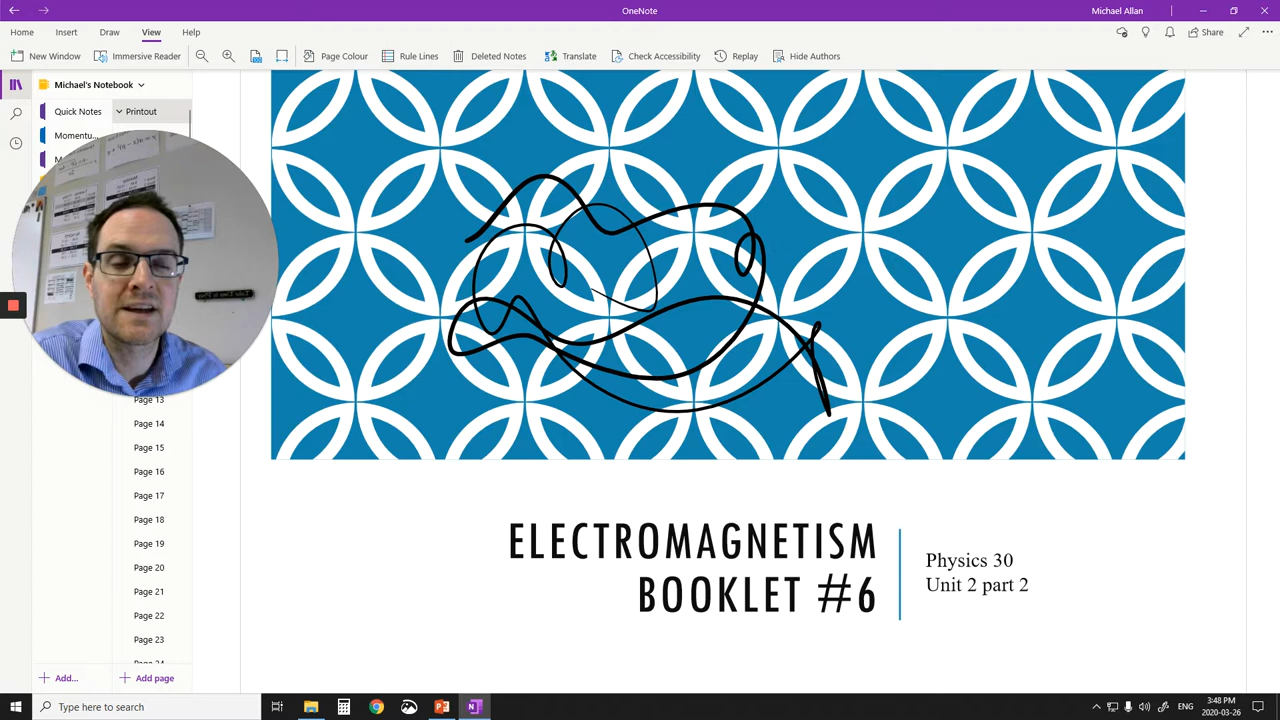 OneNote
Michael Allan
Home Insert Draw View Help
Share
New Window Immersive Reader Page Colour Rule Lines Deleted Notes Translate Check Accessibility Replay Hide Authors
Michael's Notebook
Quick Notes Printout
Momentu...
Page 13
Page 14
Page 15
Page 16
Page 17
Page 18
Page 19
Page 20
Page 21
Page 22
Page 23
ELECTROMAGNETISM
BOOKLET #6
Physics 30
Unit 2 part 2
Add... Add page
Type here to search
ENG
3:48 PM
2020-03-26